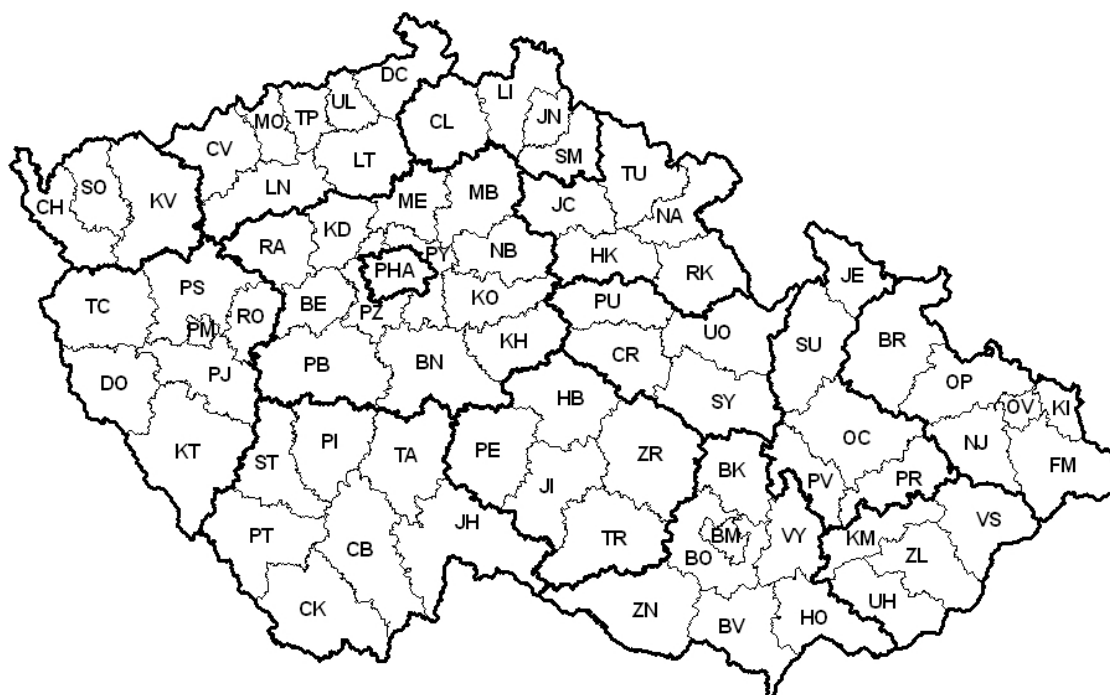 DC
LI
UL
MO
TP
JN
CL
CV
LT
SM
TU
SO
LN
CH
KV
ME
MB
JC
NA
KD
RA
PY
NB
HK
RK
PHA
JE
PS
TC
BE
KO
PU
RO
PZ
PM
UO
KH
SU
BR
CR
PB
BN
DO
PJ
OP
HB
SY
OV
KI
PI
OC
NJ
KT
ST
TA
PE
ZR
BK
FM
JI
PV
PR
JH
VS
PT
CB
TR
BM
VY
KM
BO
ZL
UH
CK
ZN
HO
BV